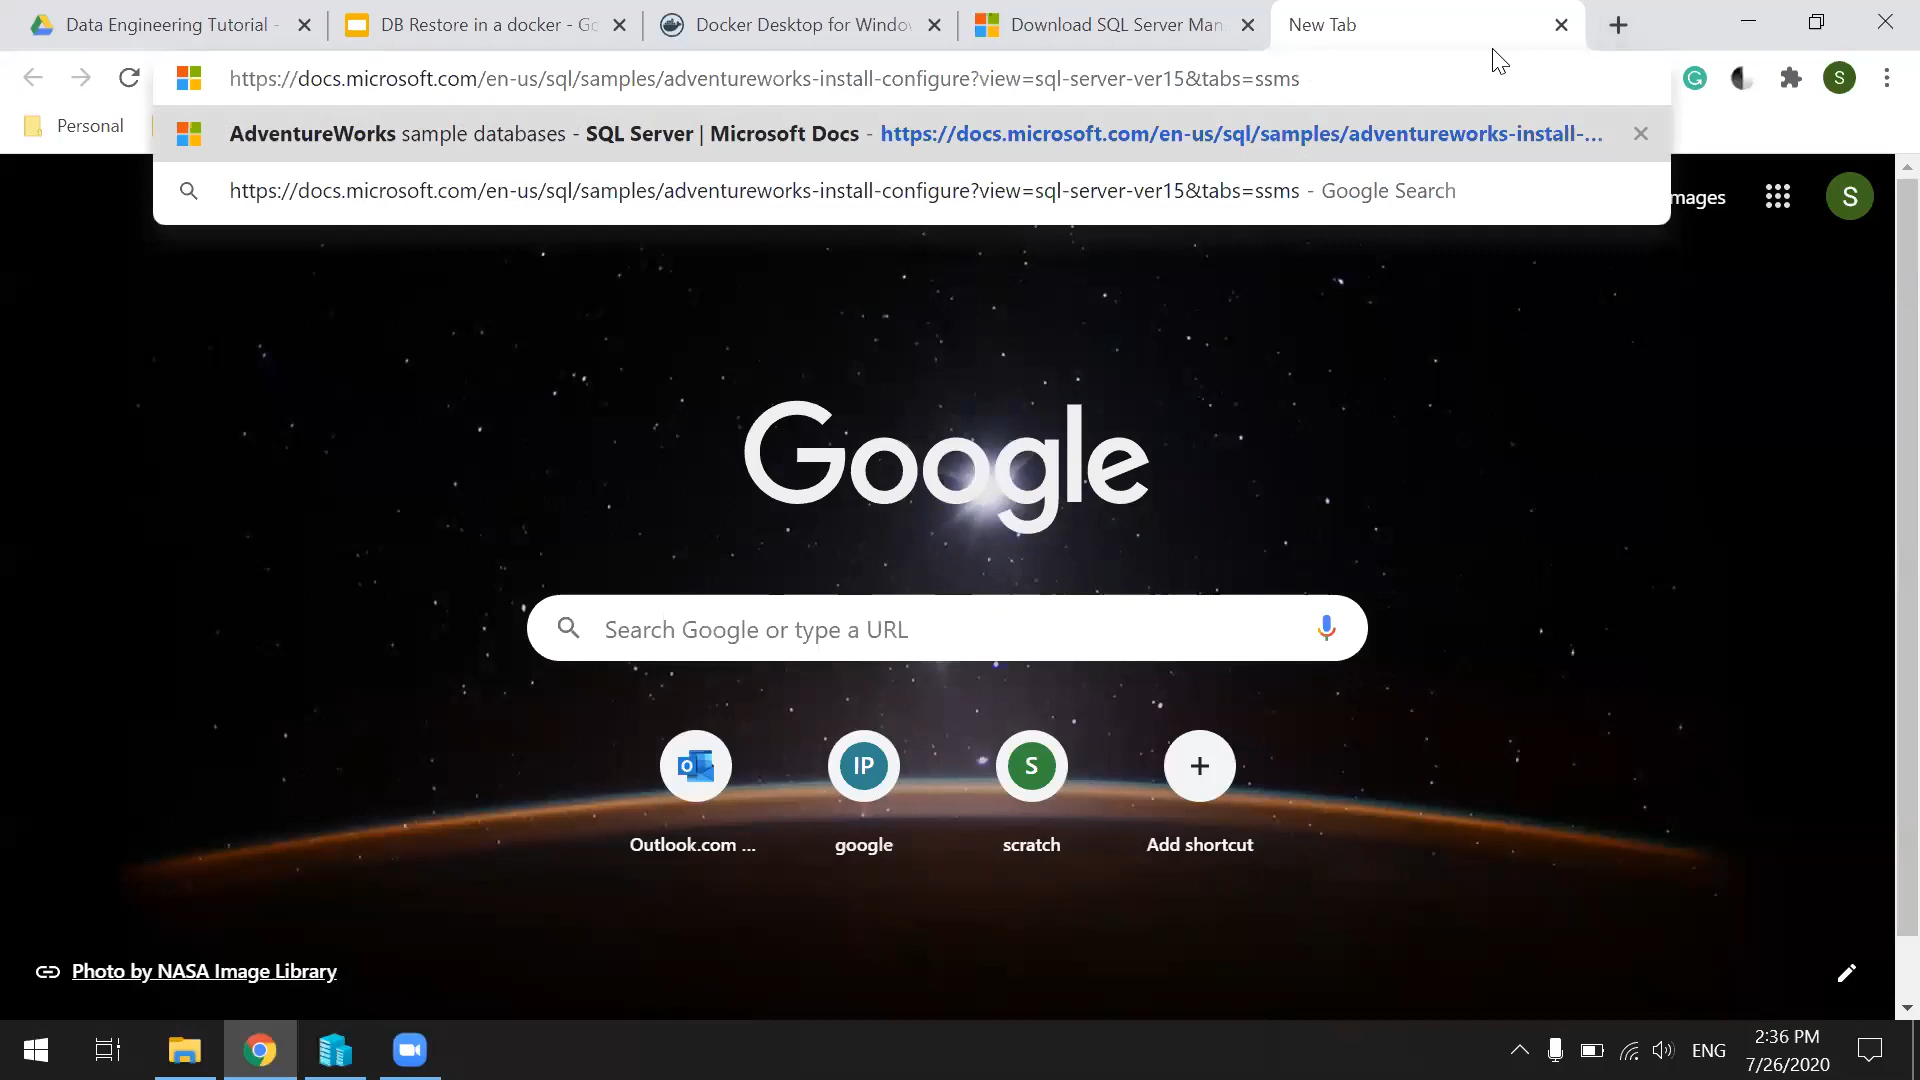 Data Engineering Tutorial -
DB Restore in a docker - Go
Docker Desktop for Window
Download SQL Server Man
New Tab
https://docs.microsoft.com/en-us/sql/samples/adventureworks-install-configure?view=sql-server-ver15&tabs=ssms
G
S
Personal
AdventureWorks sample databases - SQL Server | Microsoft Docs - https://docs.microsoft.com/en-us/sql/samples/adventureworks-install-...
https://docs.microsoft.com/en-us/sql/samples/adventureworks-install-configure?view=sql-server-ver15&tabs=ssms - Google Search
mages
S
Google
Search Google or type a URL
IP
S
Outlook.com ...
google
scratch
Add shortcut
Photo by NASA Image Library
ENG
2:36 PM
7/26/2020